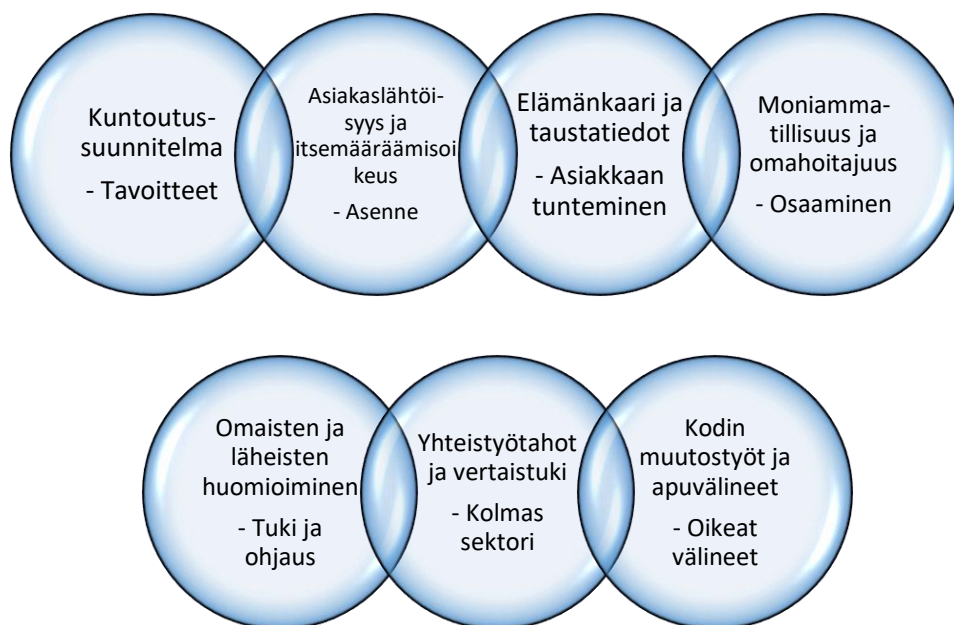 Kuntoutus-
suunnitelma
- Tavoitteet
Asiakaslähtöi-
syys ja
itsemääräämisoi
keus
- Asenne
Elämänkaari ja
taustatiedot
- Asiakkaan
tunteminen
Moniamma-
tillisuus ja
omahoitajuus
- Osaaminen
Omaisten ja
läheisten
huomioiminen
- Tuki ja
ohjaus
Yhteistyötahot
ja vertaistuki
- Kolmas
sektori
Kodin
muutostyöt ja
apuvälineet
- Oikeat
välineet